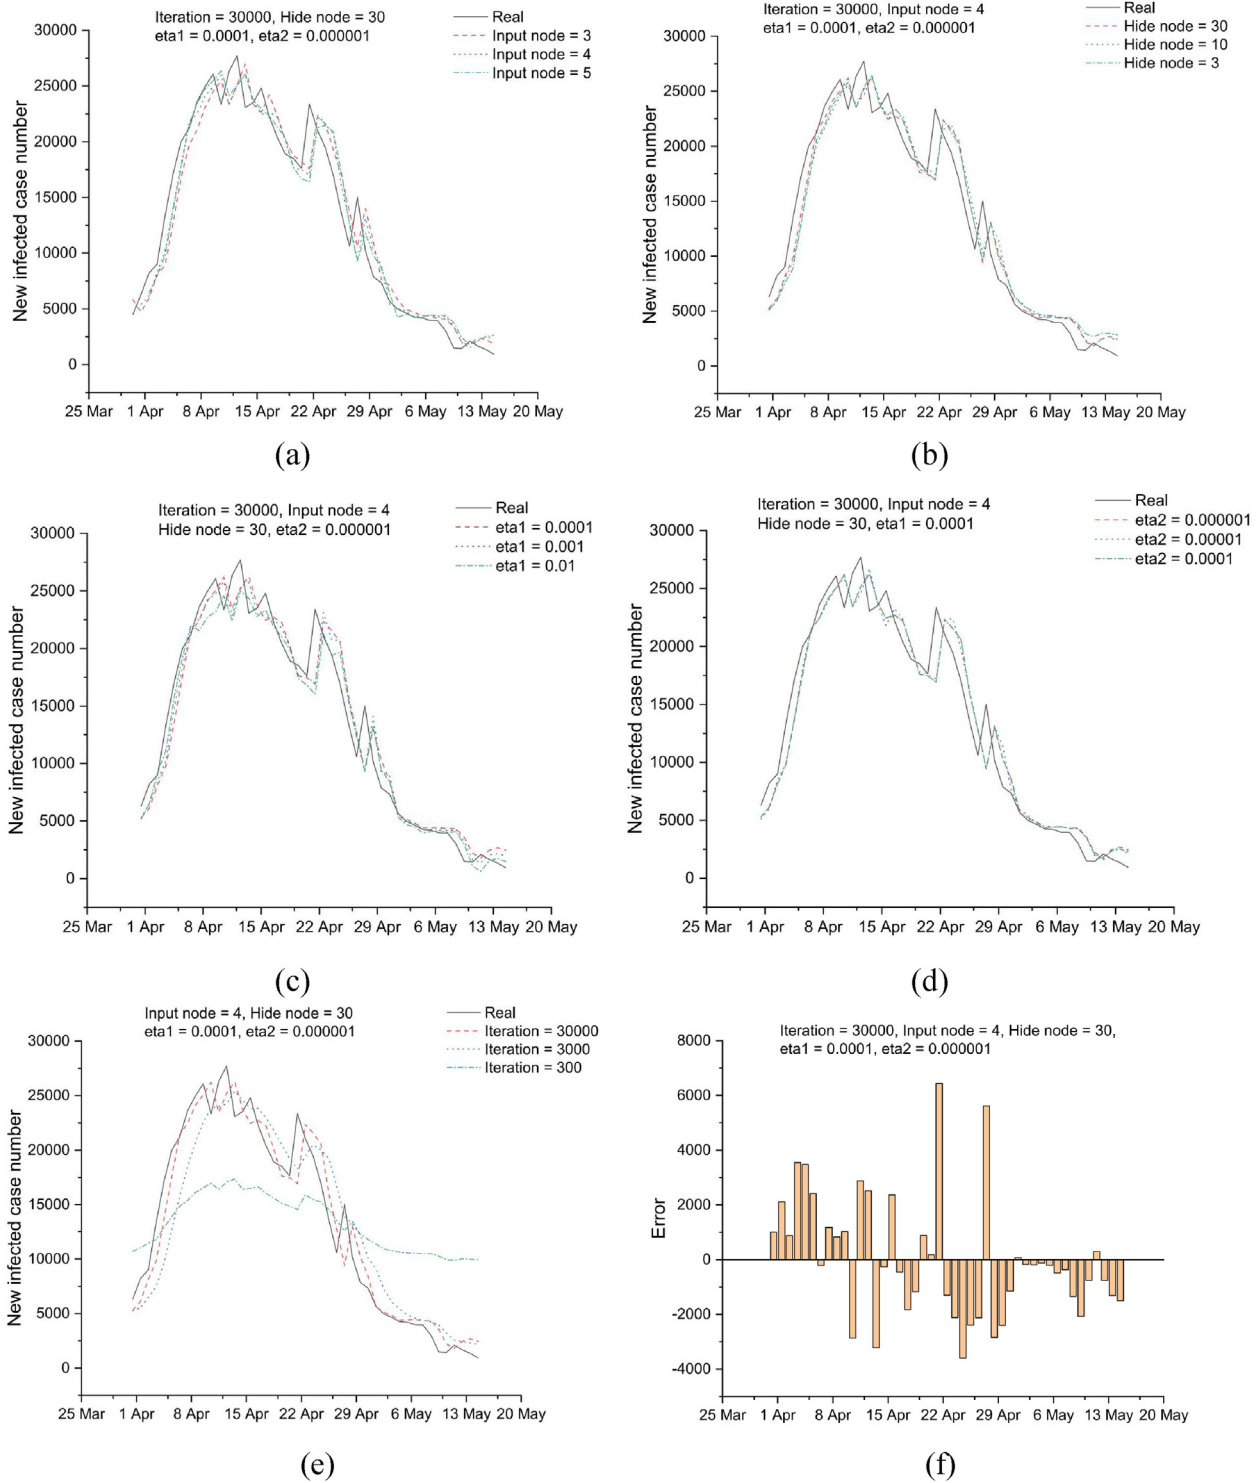 Iteration = 30000, Hide node = 30
eta1 = 0.0001, eta2 = 0.000001
Real
Input node = 3
Input node = 4
Input node = 5
New infected case number
30000
25000
20000
15000
10000
5000
0
25 Mar 1 Apr 8 Apr 15 Apr 22 Apr 29 Apr 6 May 13 May 20 May
(a)
Iteration = 30000, Input node = 4
eta1 = 0.0001, eta2 = 0.000001
Real
Hide node = 30
Hide node = 10
Hide node = 3
New infected case number
30000
25000
20000
15000
10000
5000
0
25 Mar 1 Apr 8 Apr 15 Apr 22 Apr 29 Apr 6 May 13 May 20 May
(b)
Iteration = 30000, Input node = 4
Hide node = 30, eta2 = 0.000001
Real
eta1 = 0.0001
eta1 = 0.001
eta1 = 0.01
New infected case number
30000
25000
20000
15000
10000
5000
0
25 Mar 1 Apr 8 Apr 15 Apr 22 Apr 29 Apr 6 May 13 May 20 May
(c)
Iteration = 30000, Input node = 4
Hide node = 30, eta1 = 0.0001
Real
eta2 = 0.000001
eta2 = 0.00001
eta2 = 0.0001
New infected case number
30000
25000
20000
15000
10000
5000
0
25 Mar 1 Apr 8 Apr 15 Apr 22 Apr 29 Apr 6 May 13 May 20 May
(d)
Input node = 4, Hide node = 30
eta1 = 0.0001, eta2 = 0.000001
Real
Iteration = 30000
Iteration = 3000
Iteration = 300
New infected case number
30000
25000
20000
15000
10000
5000
0
25 Mar 1 Apr 8 Apr 15 Apr 22 Apr 29 Apr 6 May 13 May 20 May
(e)
Iteration = 30000, Input node = 4, Hide node = 30,
eta1 = 0.0001, eta2 = 0.000001
Error
8000
6000
4000
2000
0
-2000
-4000
25 Mar 1 Apr 8 Apr 15 Apr 22 Apr 29 Apr 6 May 13 May 20 May
(f)